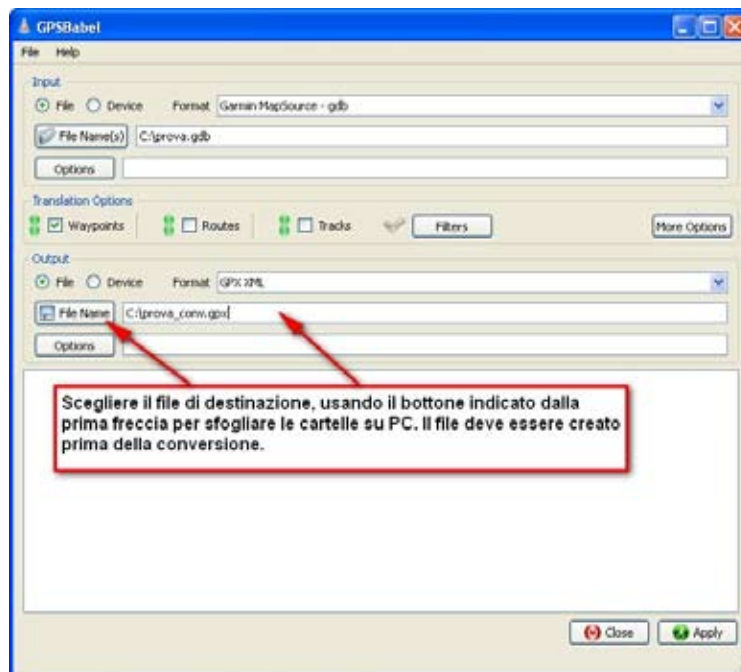 GPSBabel
File Help
Input
File Device Format Garmin MapSource - gdb
File Name(s) C:\prova.gdb
Options
Translation Options
Waypoints Routes Tracks Filters More Options
Output
File Device Format GPX XML
File Name C:\prova_conv.gpx
Options
Scegliere il file di destinazione, usando il bottone indicato dalla
prima freccia per sfogliare le cartelle su PC. Il file deve essere creato
prima della conversione.
Close Apply